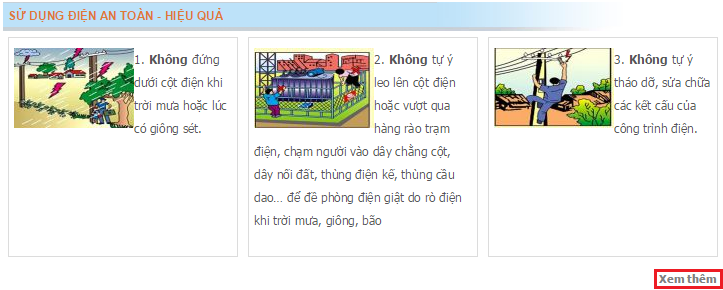 SỬ DỤNG ĐIỆN AN TOÀN - HIỆU QUẢ
1. Không đứng
dưới cột điện khi
trời mưa hoặc lúc
có giông sét.
2. Không tự ý
leo lên cột điện
hoặc vượt qua
hàng rào trạm
điện, chạm người vào dây chằng cột,
dây nối đất, thùng điện kế, thùng cầu
dao... để đề phòng điện giật do rò điện
khi trời mưa, giông, bão
3. Không tự ý
tháo dỡ, sửa chữa
các kết cấu của
công trình điện.
Xem thêm